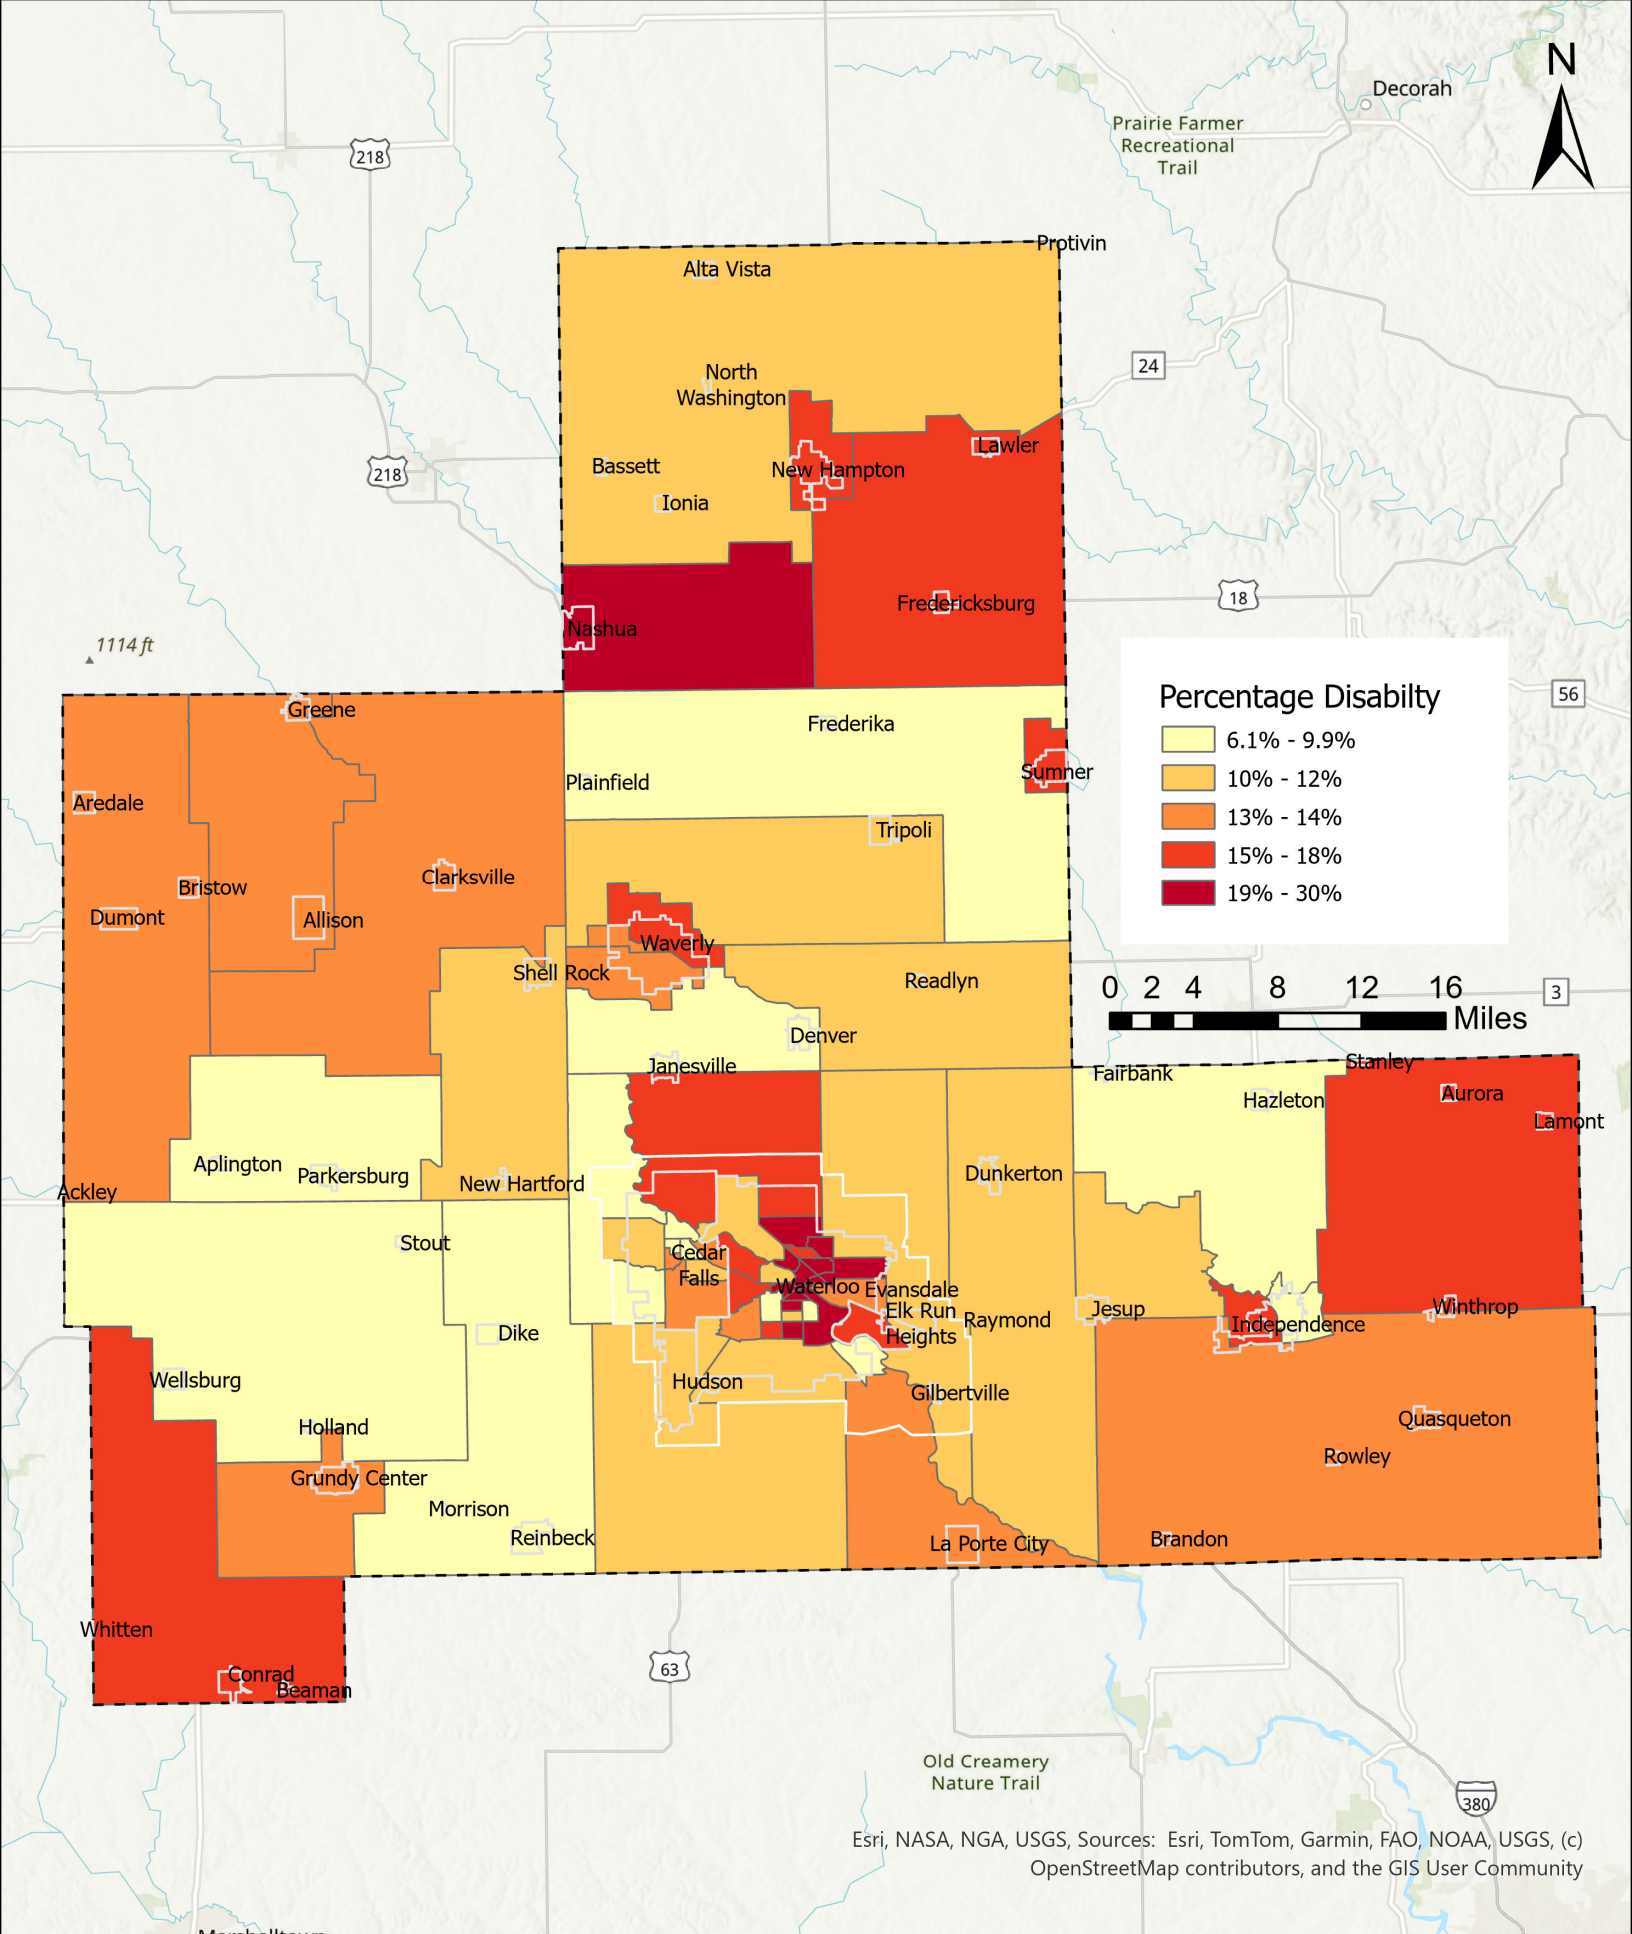 N
Decorah
Prairie Farmer
Recreational
Trail
218
Protivin
Alta Vista
24
North
Washington
Lawler
218
Bassett
New Hampton
Ionia
18
Fredericksburg
Nashua
1114 ft
56
Percentage Disabilty
6.1% - 9.9%
10% - 12%
13% - 14%
15% - 18%
19% - 30%
Greene
Frederika
Sumner
Plainfield
Aredale
Tripoli
Clarksville
Bristow
Dumont
Allison
Waverly
Shell Rock
Readlyn
0 2 4 8 12 16
Miles
3
Denver
Janesville
Stanley
Fairbank
Aurora
Hazleton
Lamont
Aplington
Parkersburg
Dunkerton
New Hartford
Ackley
Stout
Cedar
Falls
Waterloo
Evansdale
Elk Run
Heights
Raymond
Jesup
Winthrop
Independence
Dike
Wellsburg
Hudson
Gilbertville
Holland
Quasqueton
Rowley
Grundy Center
Morrison
Reinbeck
La Porte City
Brandon
Whitten
Conrad
Beaman
63
Old Creamery
Nature Trail
380
Esri, NASA, NGA, USGS, Sources: Esri, TomTom, Garmin, FAO, NOAA, USGS, (c)
OpenStreetMap contributors, and the GIS User Community